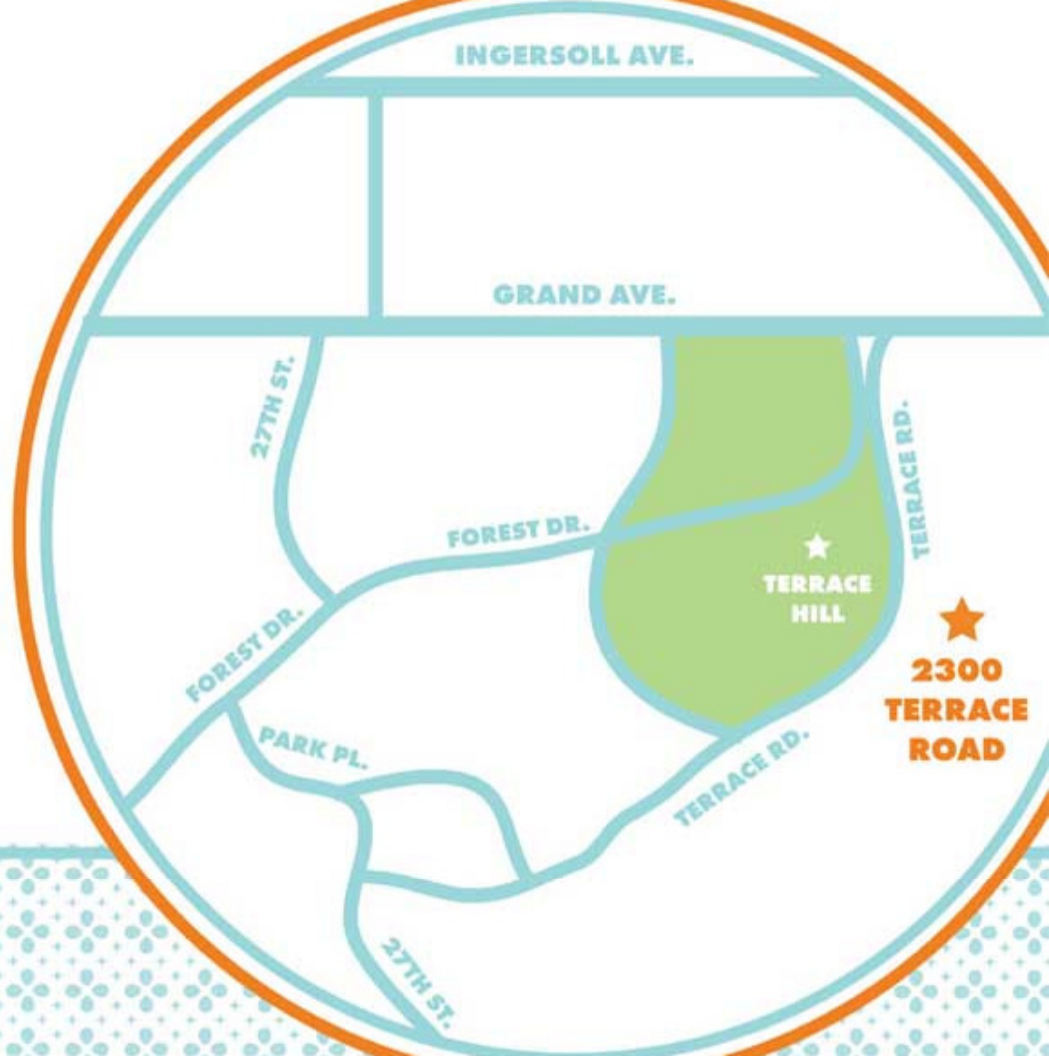 INGERSOLL AVE.
GRAND AVE.
27TH ST.
TERRACE RD.
FOREST DR.
TERRACE
HILL
FOREST DR.
2300
TERRACE
ROAD
PARK PL.
TERRACE RD.
27TH ST.